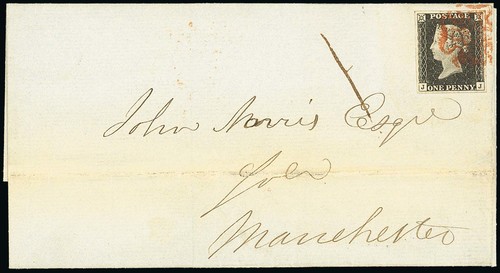 POSTAGE
J J
ONE PENNY
John Norris Esqre
Manchester